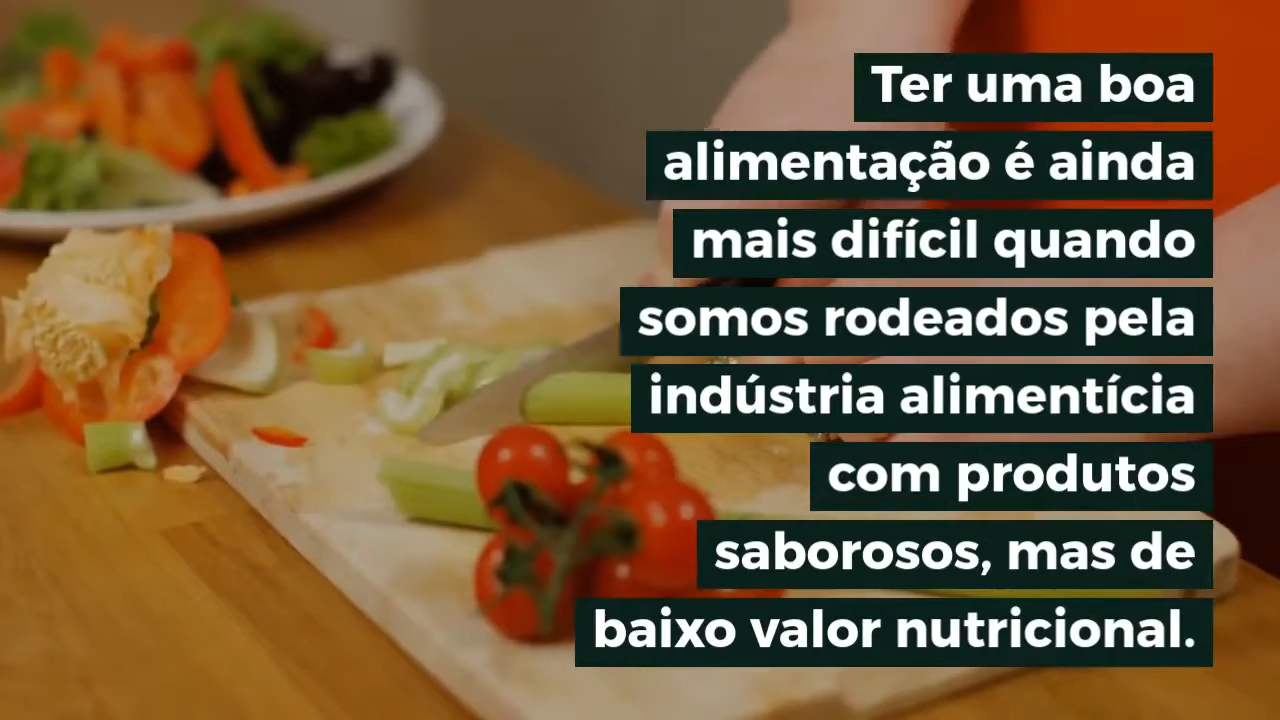 Ter uma boa
alimentação é ainda
mais difícil quando
somos rodeados pela
indústria alimentícia
com produtos
saborosos, mas de
baixo valor nutricional.